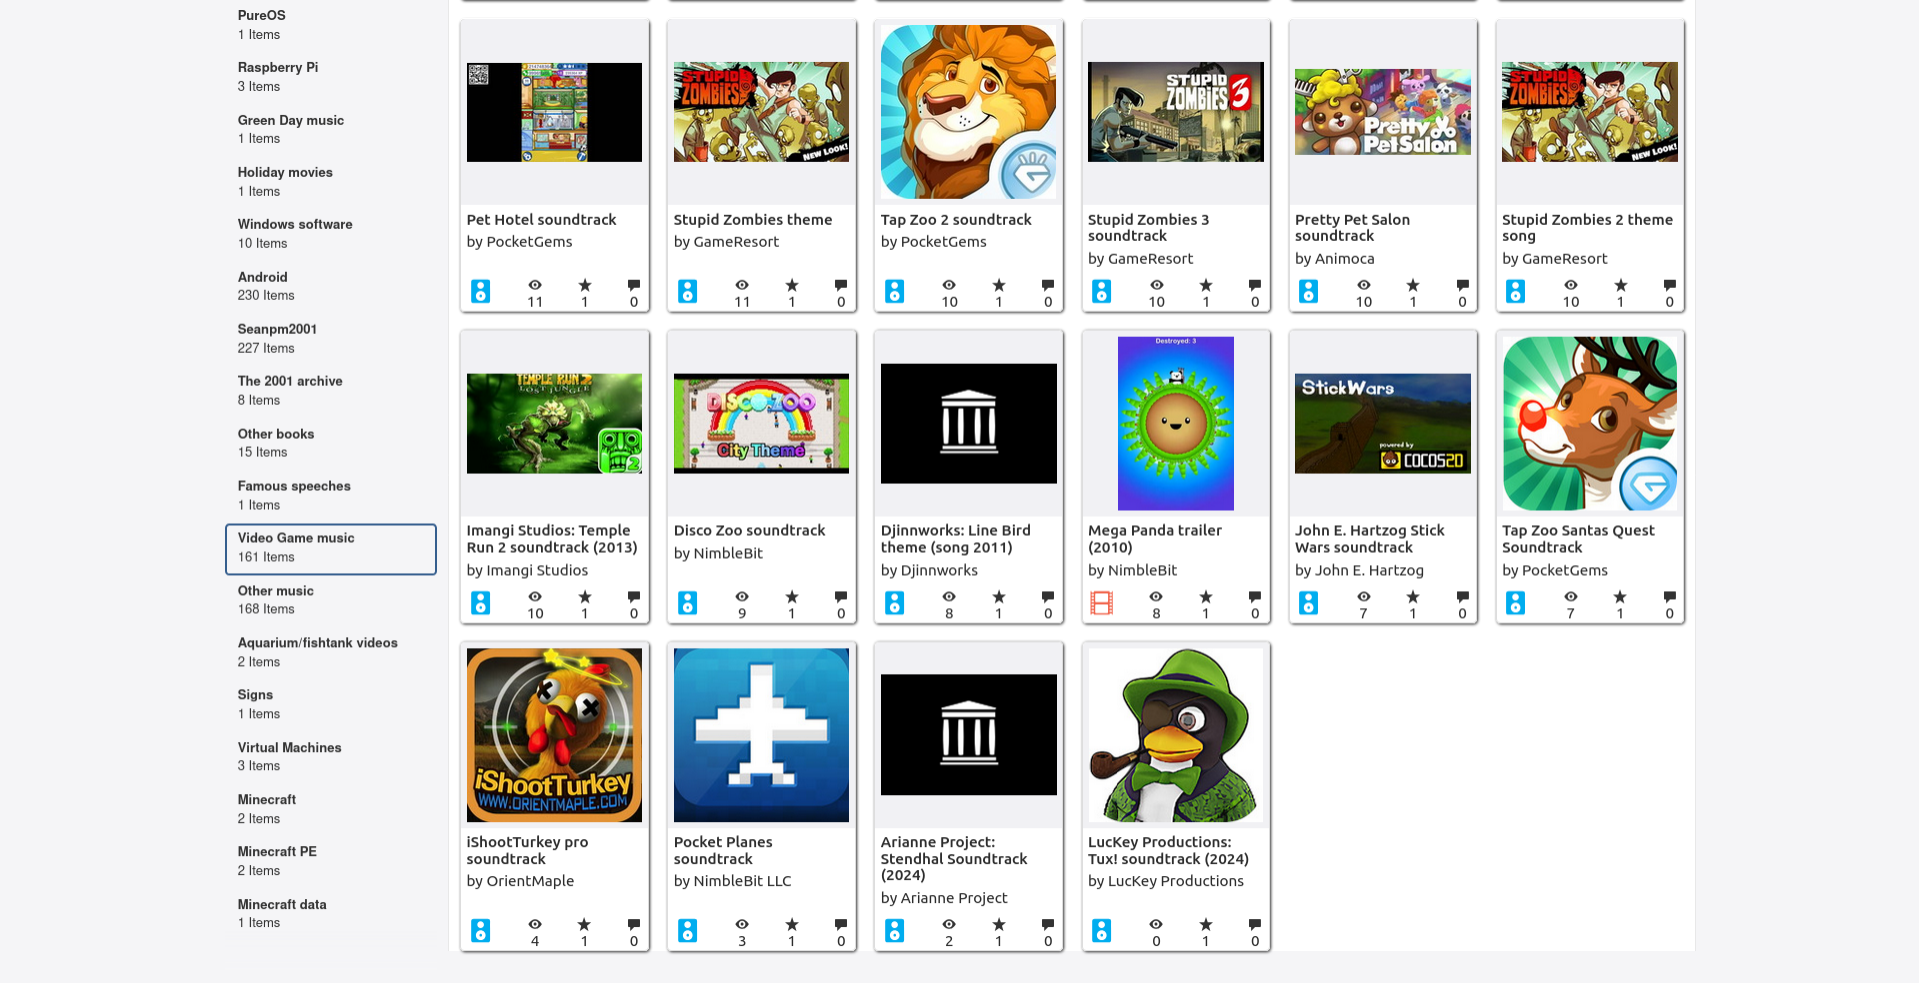 PureOS
1 Items
Raspberry Pi
3 Items
Green Day music
1 Items
Holiday movies
1 Items
Windows software
10 Items
Android
230 Items
Seanpm2001
227 Items
The 2001 archive
8 Items
Other books
15 Items
Famous speeches
1 Items
Video Game music
161 Items
Other music
168 Items
Aquarium/fishtank videos
2 Items
Signs
1 Items
Virtual Machines
3 Items
Minecraft
2 Items
Minecraft PE
2 Items
Minecraft data
1 Items
Pet Hotel soundtrack
by PocketGems
11 1 0
STUPID
ZOMBIES
NEW LOOK!
Stupid Zombies theme
by GameResort
11 1 0
Tap Zoo 2 soundtrack
by PocketGems
10 1 0
STUPID
ZOMBIES 3
Stupid Zombies 3
soundtrack
by GameResort
10 1 0
Pretty
Pet Salon
Pretty Pet Salon
soundtrack
by Animoca
10 1 0
STUPID
ZOMBIES
NEW LOOK!
Stupid Zombies 2 theme
song
by GameResort
10 1 0
TEMPLE RUN 2
LOST JUNGLE
2
Imangi Studios: Temple
Run 2 soundtrack (2013)
by Imangi Studios
10 1 0
DISCO ZOO
City Theme
Disco Zoo soundtrack
by NimbleBit
9 1 0
Djinnworks: Line Bird
theme (song 2011)
by Djinnworks
8 1 0
Destroyed: 3
Mega Panda trailer
(2010)
by NimbleBit
8 1 0
StickWars
powered by
COCOS2D
John E. Hartzog Stick
Wars soundtrack
by John E. Hartzog
7 1 0
Tap Zoo Santas Quest
Soundtrack
by PocketGems
7 1 0
iShootTurkey
WWW.ORIENTMAPLE.COM
iShootTurkey pro
soundtrack
by OrientMaple
4 1 0
Pocket Planes
soundtrack
by NimbleBit LLC
3 1 0
Arianne Project:
Stendhal Soundtrack
(2024)
by Arianne Project
2 1 0
LucKey Productions:
Tux! soundtrack (2024)
by LucKey Productions
0 1 0